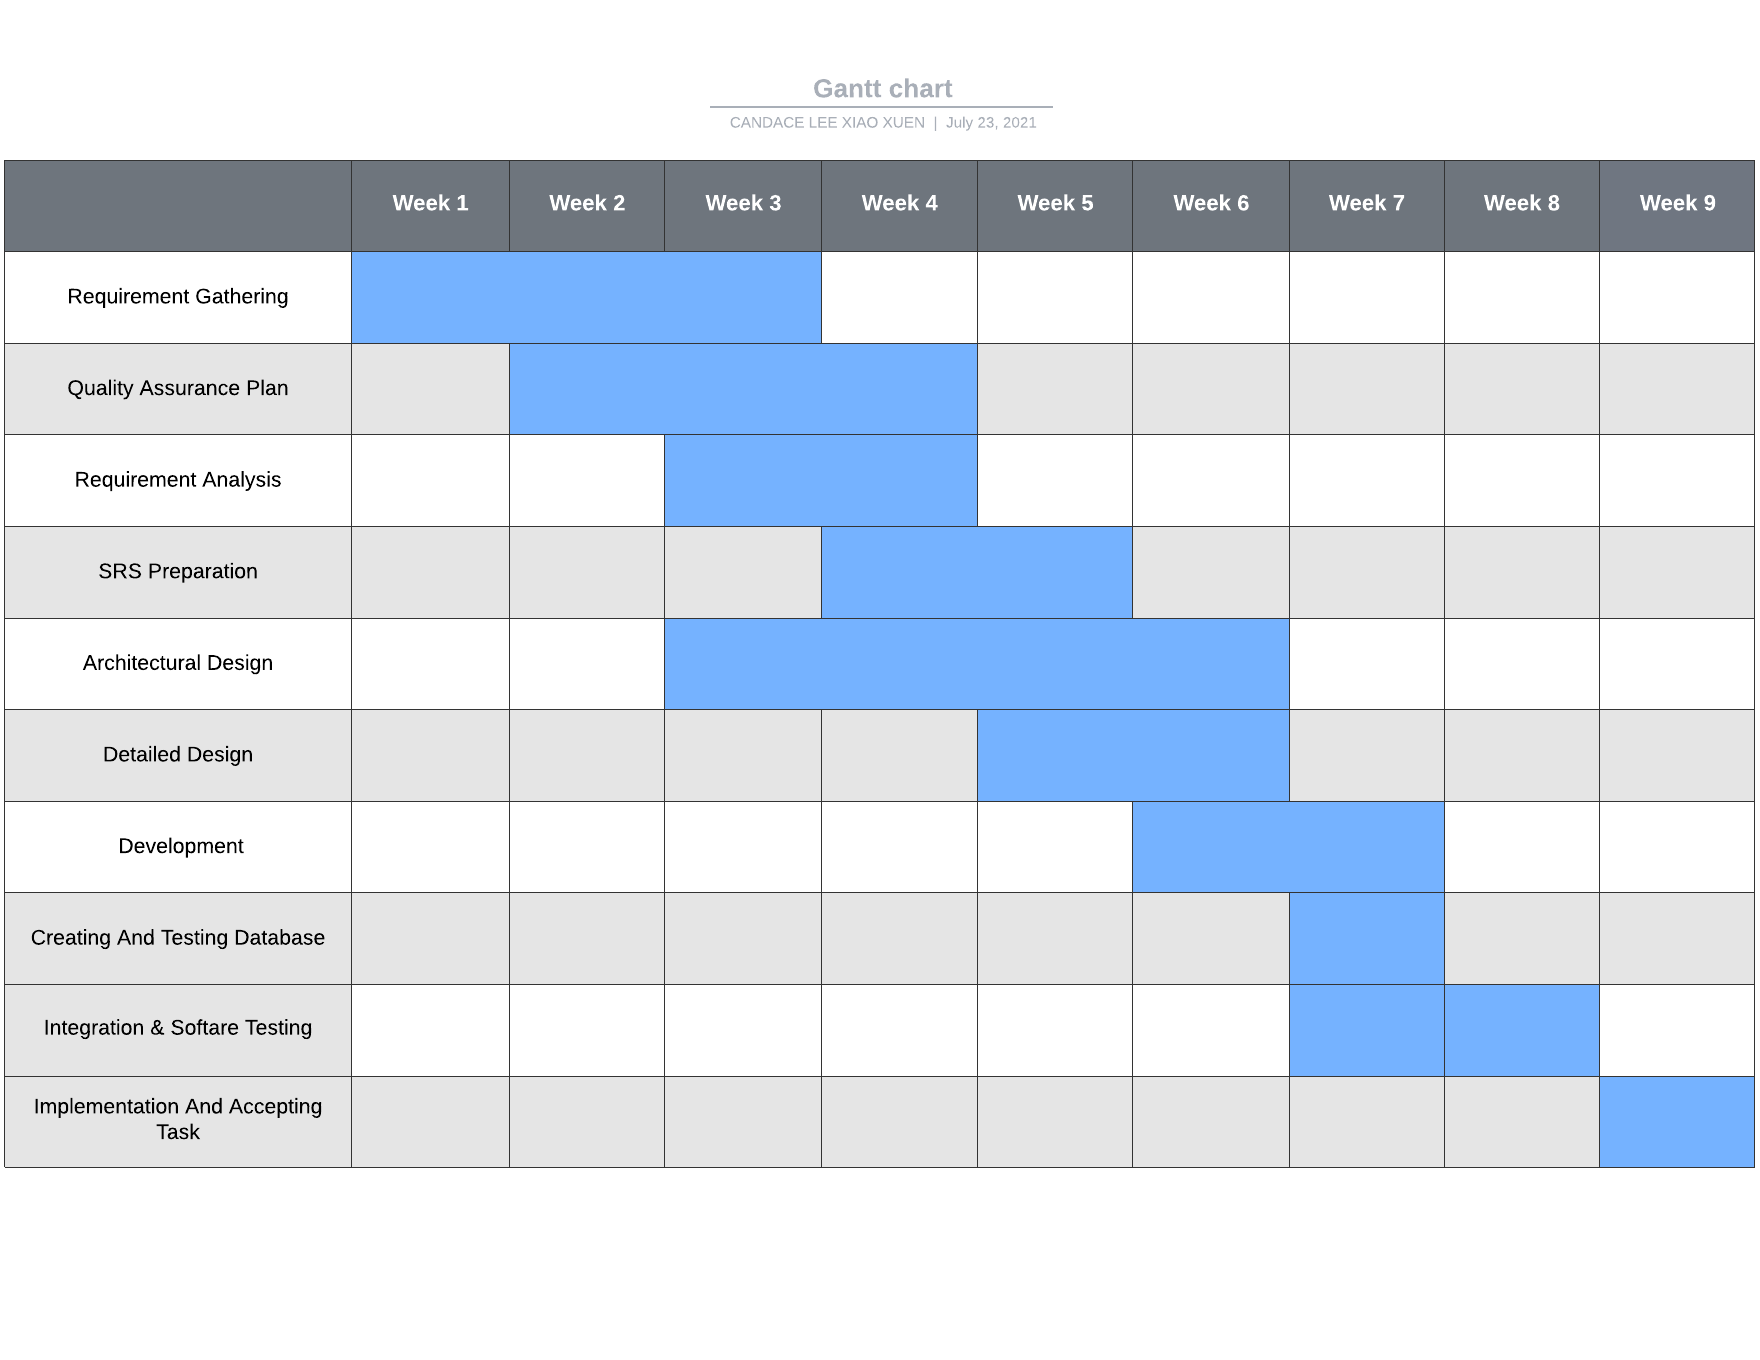 Gantt chart
CANDACE LEE XIAO XUEN | July 23, 2021
Week 1 Week 2 Week 3 Week 4 Week 5 Week 6 Week 7 Week 8 Week 9
Requirement Gathering
Quality Assurance Plan
Requirement Analysis
SRS Preparation
Architectural Design
Detailed Design
Development
Creating And Testing Database
Integration & Softare Testing
Implementation And Accepting
Task